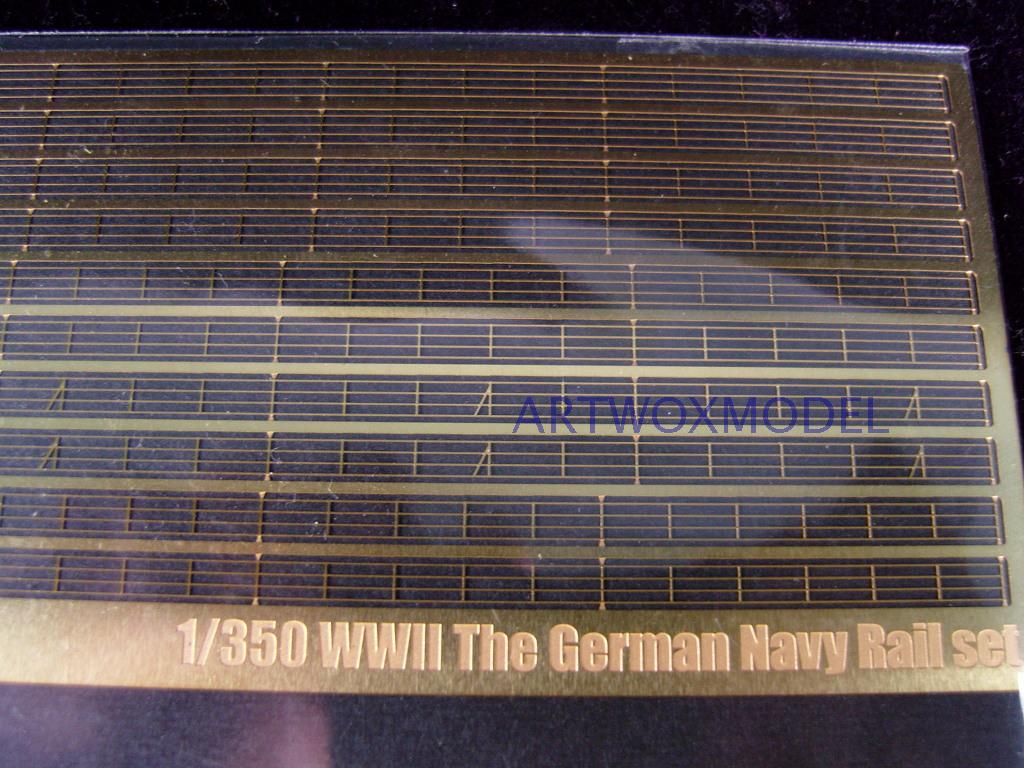 ARTWOXMODEL
1/350 WWII The German Navy Rail set